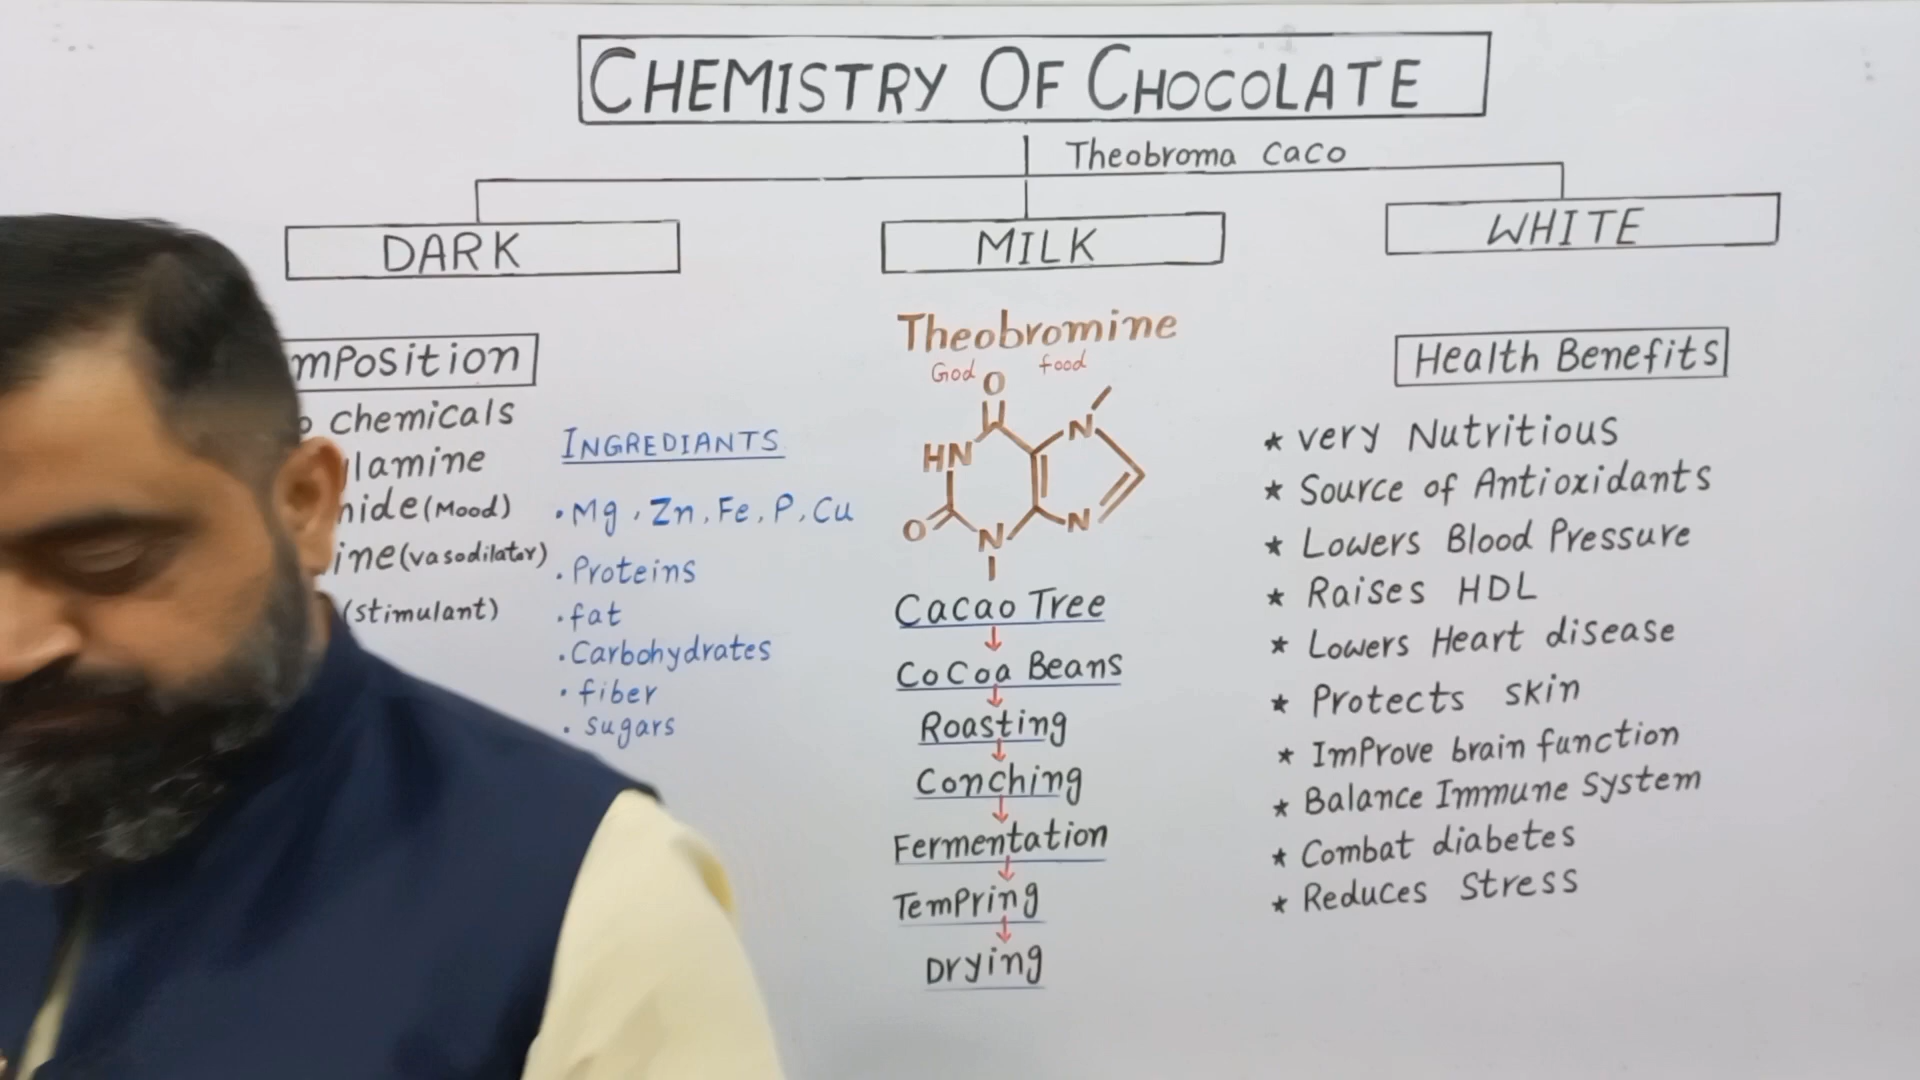 CHEMISTRY OF CHOCOLATE
Theobroma caco
DARK
MILK
WHITE
mPosition
chemicals
lamine
nide (Mood)
ine (vasodilator)
(stimulant)
INGREDIANTS
• Mg, Zn, Fe, P, Cu
• Proteins
• fat
• Carbohydrates
• fiber
• sugars
Theobromine
God food
O
N
HN
O
N
N
Cacao Tree
↓
CoCoa Beans
↓
Roasting
↓
Conching
↓
Fermentation
↓
TemPring
↓
Drying
Health Benefits
★ very Nutritious
★ Source of Antioxidants
★ Lowers Blood Pressure
★ Raises HDL
★ Lowers Heart disease
★ Protects skin
★ ImProve brain function
★ Balance Immune System
★ Combat diabetes
★ Reduces Stress